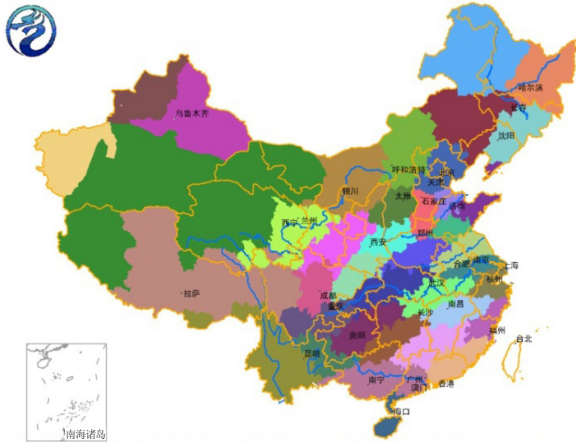 哈尔滨
长春
乌鲁木齐
沈阳
呼和浩特
北京
天津
银川
太原
石家庄
济南
西宁
兰州
郑州
西安
南京
合肥
上海
杭州
武汉
拉萨
成都
重庆
南昌
长沙
贵阳
福州
台北
昆明
南宁
广州
澳门
香港
海口
南海诸岛